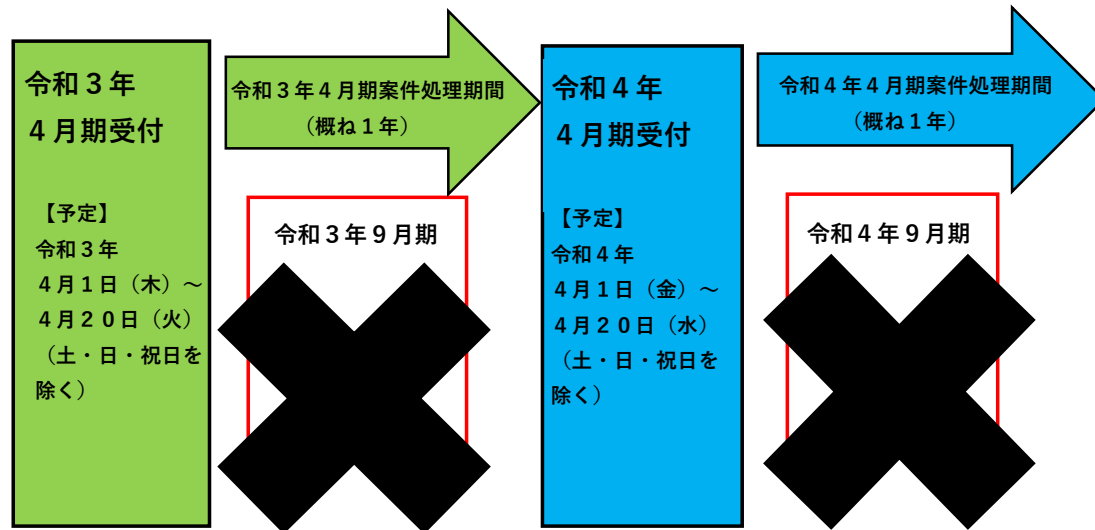 令和３年
４月期受付
【予定】
令和３年
４月１日（木）～
４月２０日（火）
（土・日・祝日を
除く）
令和３年４月期案件処理期間
（概ね１年）
令和３年９月期
令和４年
４月期受付
【予定】
令和４年
４月１日（金）～
４月２０日（水）
（土・日・祝日を
除く）
令和４年４月期案件処理期間
（概ね１年）
令和４年９月期